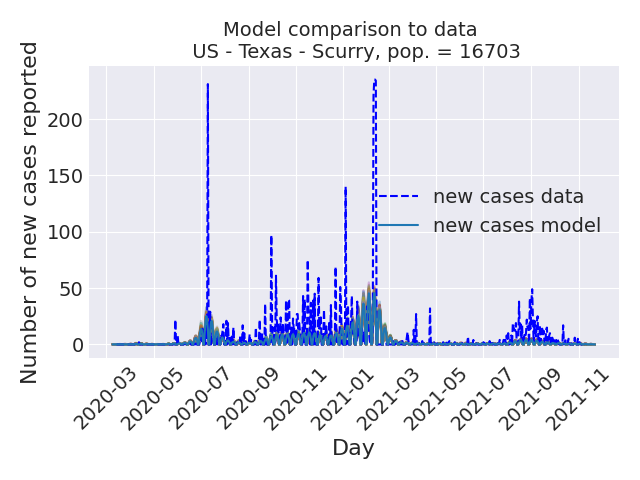 Model comparison to data
US - Texas - Scurry, pop. = 16703
Number of new cases reported
200
150
100
50
0
new cases data
new cases model
2020-03
2020-05
2020-07
2020-09
2020-11
2021-01
2021-03
2021-05
2021-07
2021-09
2021-11
Day